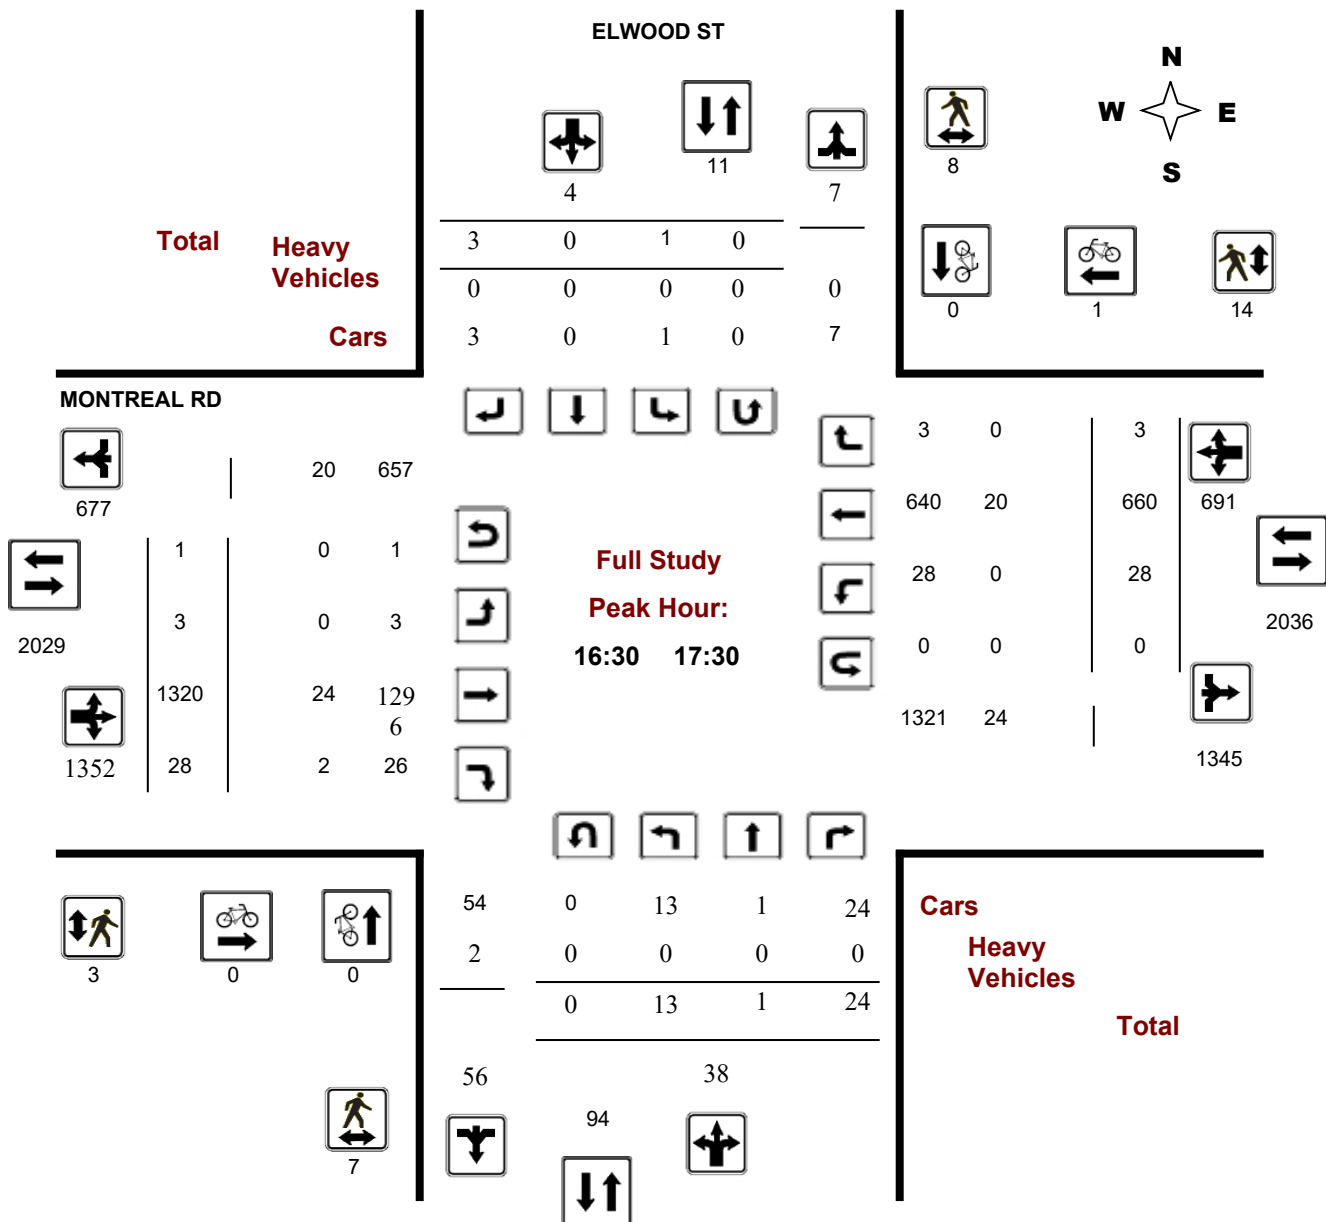 ELWOOD ST
N
W E
S
11
8
4
7
Total Heavy
Vehicles
3 0 1 0
0 0 0 0 0
0 1 14
Cars
3 0 1 0 7
MONTREAL RD
3 0 3
20 657
677
640 20 660 691
1 0 1
Full Study
28 0 28
Peak Hour:
3 0 3
2036
2029
16:30 17:30
0 0 0
1320 24 129
6
1321 24
1345
1352 28 2 26
54 0 13 1 24
Cars
2 0 0 0 0
Heavy
Vehicles
3 0 0
0 13 1 24
Total
56 38
94
7